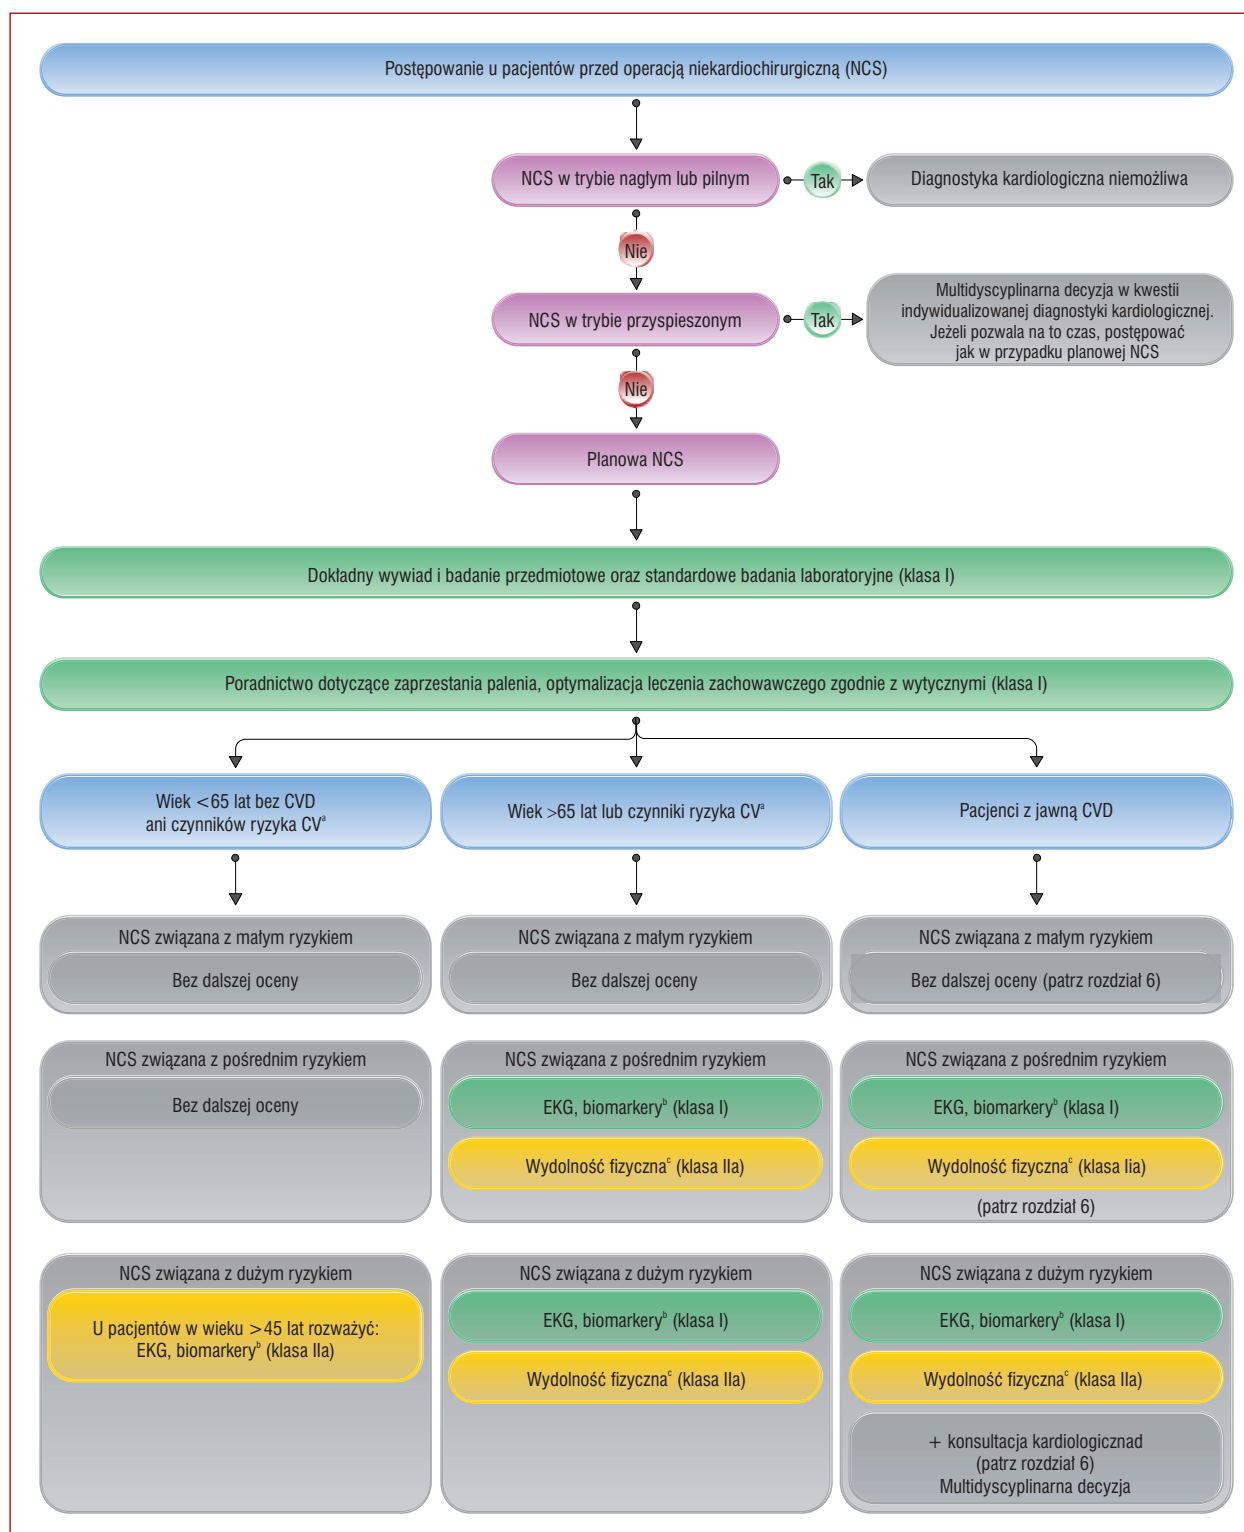 Postępowanie u pacjentów przed operacją niekardiochirurgiczną (NCS)
NCS w trybie nagłym lub pilnym
Tak
Diagnostyka kardiologiczna niemożliwa
Nie
NCS w trybie przyspieszonym
Tak
Multidyscyplinarna decyzja w kwestii
indywidualizowanej diagnostyki kardiologicznej.
Jeżeli pozwala na to czas, postępować
jak w przypadku planowej NCS
Nie
Planowa NCS
Dokładny wywiad i badanie przedmiotowe oraz standardowe badania laboratoryjne (klasa I)
Poradnictwo dotyczące zaprzestania palenia, optymalizacja leczenia zachowawczego zgodnie z wytycznymi (klasa I)
Wiek <65 lat bez CVD
ani czynników ryzyka CVᵃ
Wiek >65 lat lub czynniki ryzyka CVᵃ
Pacjenci z jawną CVD
NCS związana z małym ryzykiem
Bez dalszej oceny
NCS związana z małym ryzykiem
Bez dalszej oceny
NCS związana z małym ryzykiem
Bez dalszej oceny (patrz rozdział 6)
NCS związana z pośrednim ryzykiem
Bez dalszej oceny
NCS związana z pośrednim ryzykiem
EKG, biomarkeryᵇ (klasa I)
Wydolność fizycznaᶜ (klasa IIa)
NCS związana z pośrednim ryzykiem
EKG, biomarkeryᵇ (klasa I)
Wydolność fizycznaᶜ (klasa Iia)
(patrz rozdział 6)
NCS związana z dużym ryzykiem
U pacjentów w wieku >45 lat rozważyć:
EKG, biomarkeryᵇ (klasa IIa)
NCS związana z dużym ryzykiem
EKG, biomarkeryᵇ (klasa I)
Wydolność fizycznaᶜ (klasa IIa)
NCS związana z dużym ryzykiem
EKG, biomarkeryᵇ (klasa I)
Wydolność fizycznaᶜ (klasa IIa)
+ konsultacja kardiologicznad
(patrz rozdział 6)
Multidyscyplinarna decyzja